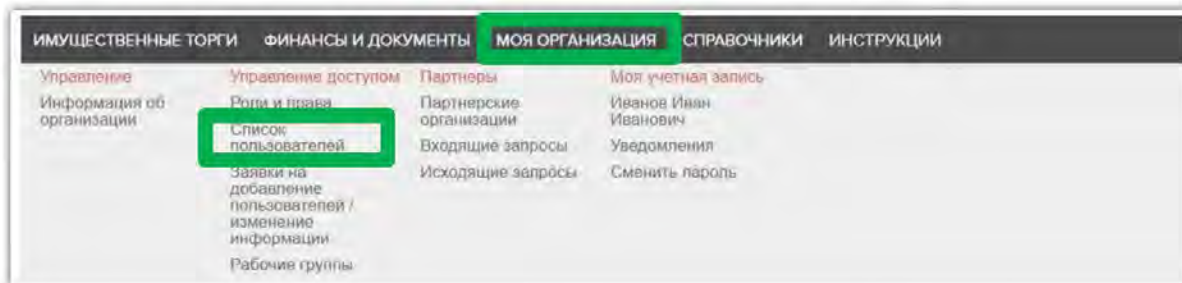 ИМУЩЕСТВЕННЫЕ ТОРГИ ФИНАНСЫ И ДОКУМЕНТЫ МОЯ ОРГАНИЗАЦИЯ СПРАВОЧНИКИ ИНСТРУКЦИИ
Управление
Информация об
организации
Управление доступом
Роли и права
Список
пользователей
Заявки на
добавление
пользователей /
изменение
информации
Рабочие группы
Партнеры
Партнерские
организации
Входящие запросы
Исходящие запросы
Моя учетная запись
Иванов Иван
Иванович
Уведомления
Сменить пароль